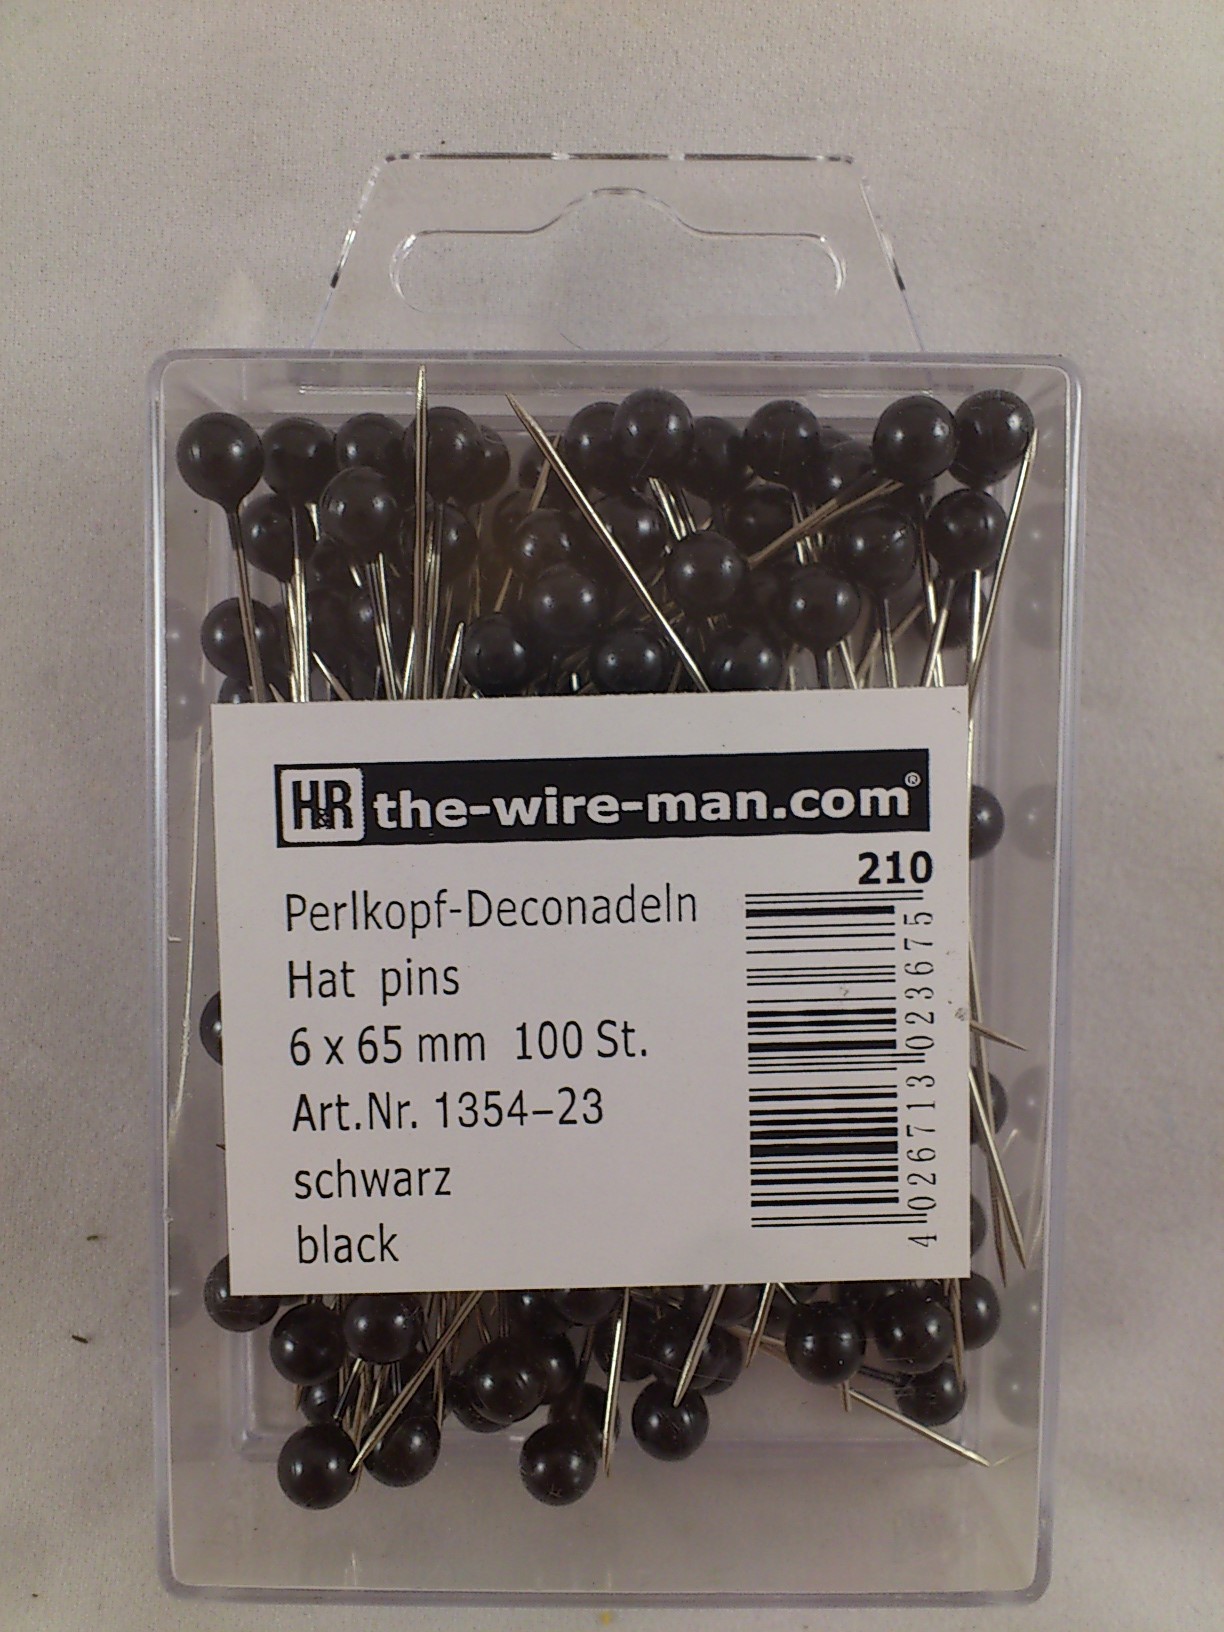 H&R the-wire-man.com®
210
Perlkopf-Deconadeln
Hat pins
6 x 65 mm 100 St.
Art.Nr. 1354-23
schwarz
black
4 026713 023675